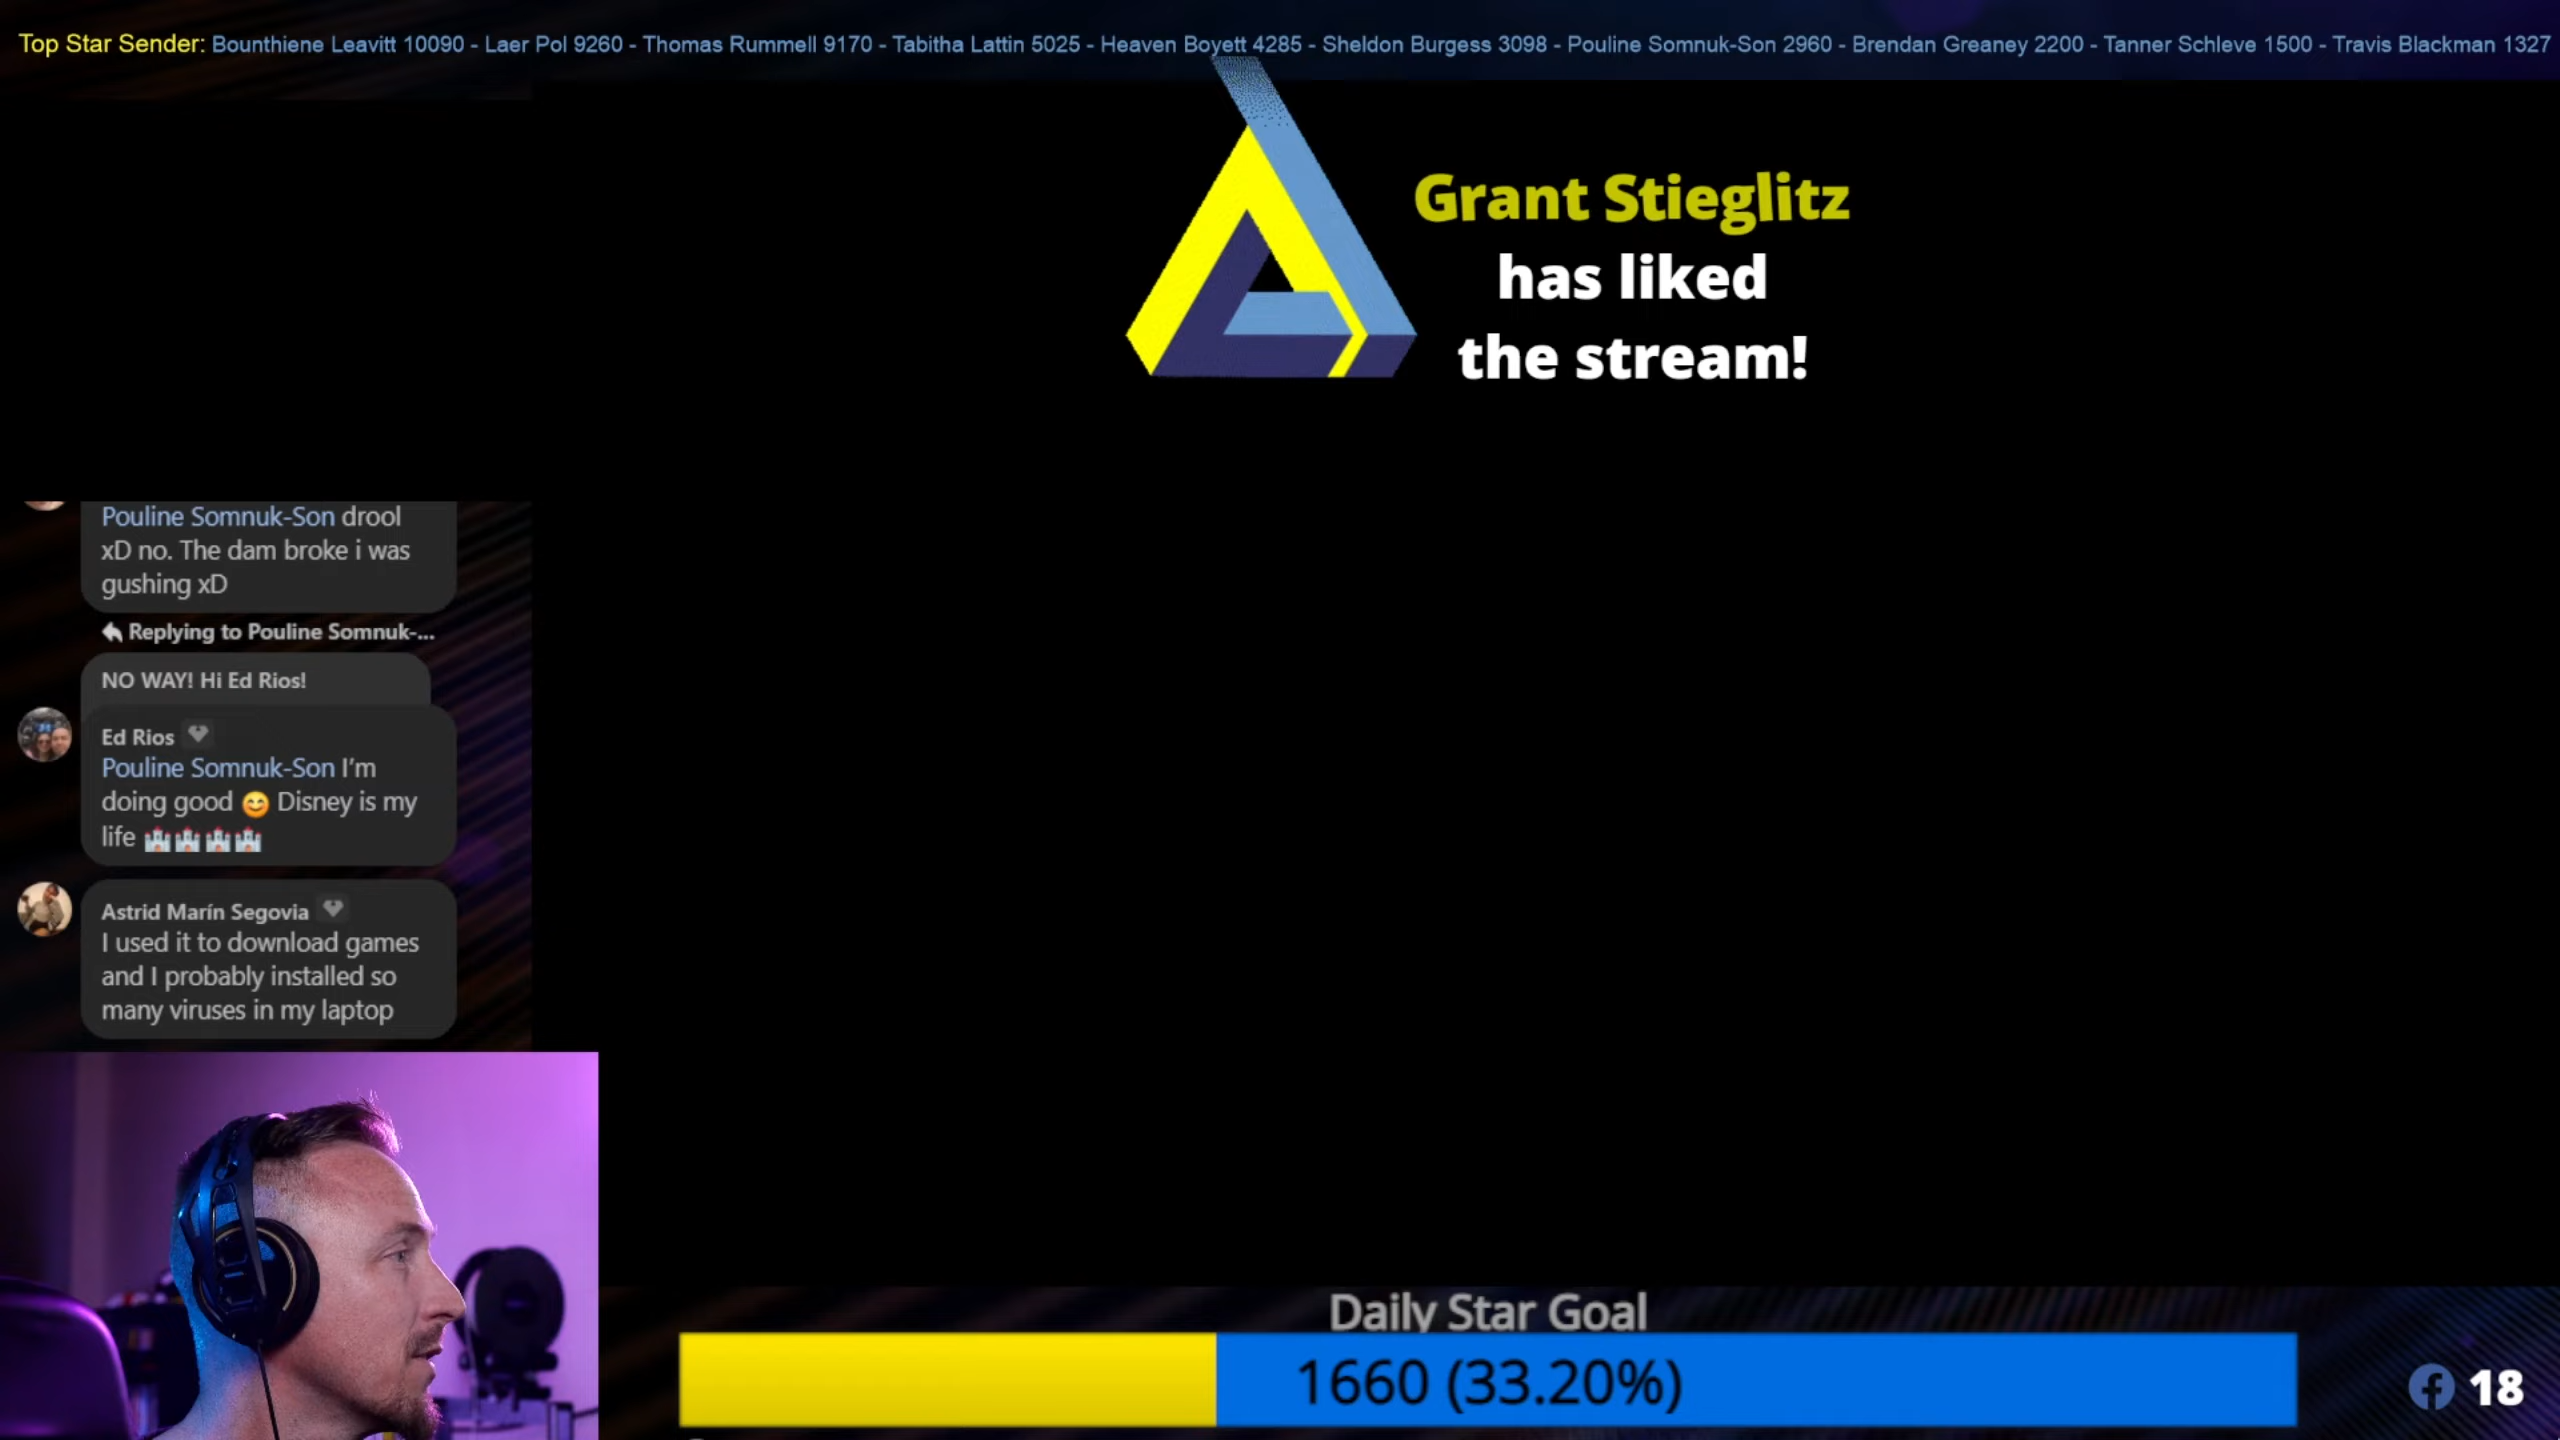 Top Star Sender: Bounthiene Leavitt 10090 - Laer Pol 9260 - Thomas Rummell 9170 - Tabitha Lattin 5025 - Heaven Boyett 4285 - Sheldon Burgess 3098 - Pouline Somnuk-Son 2960 - Brendan Greaney 2200 - Tanner Schleve 1500 - Travis Blackman 1327
Grant Stieglitz
has liked
the stream!
Pouline Somnuk-Son drool
xD no. The dam broke i was
gushing xD
Replying to Pouline Somnuk-...
NO WAY! Hi Ed Rios!
Ed Rios
Pouline Somnuk-Son I'm
doing good 😊 Disney is my
life 🏰🏰🏰🏰
Astrid Marín Segovia
I used it to download games
and I probably installed so
many viruses in my laptop
Daily Star Goal
1660 (33.20%)
18